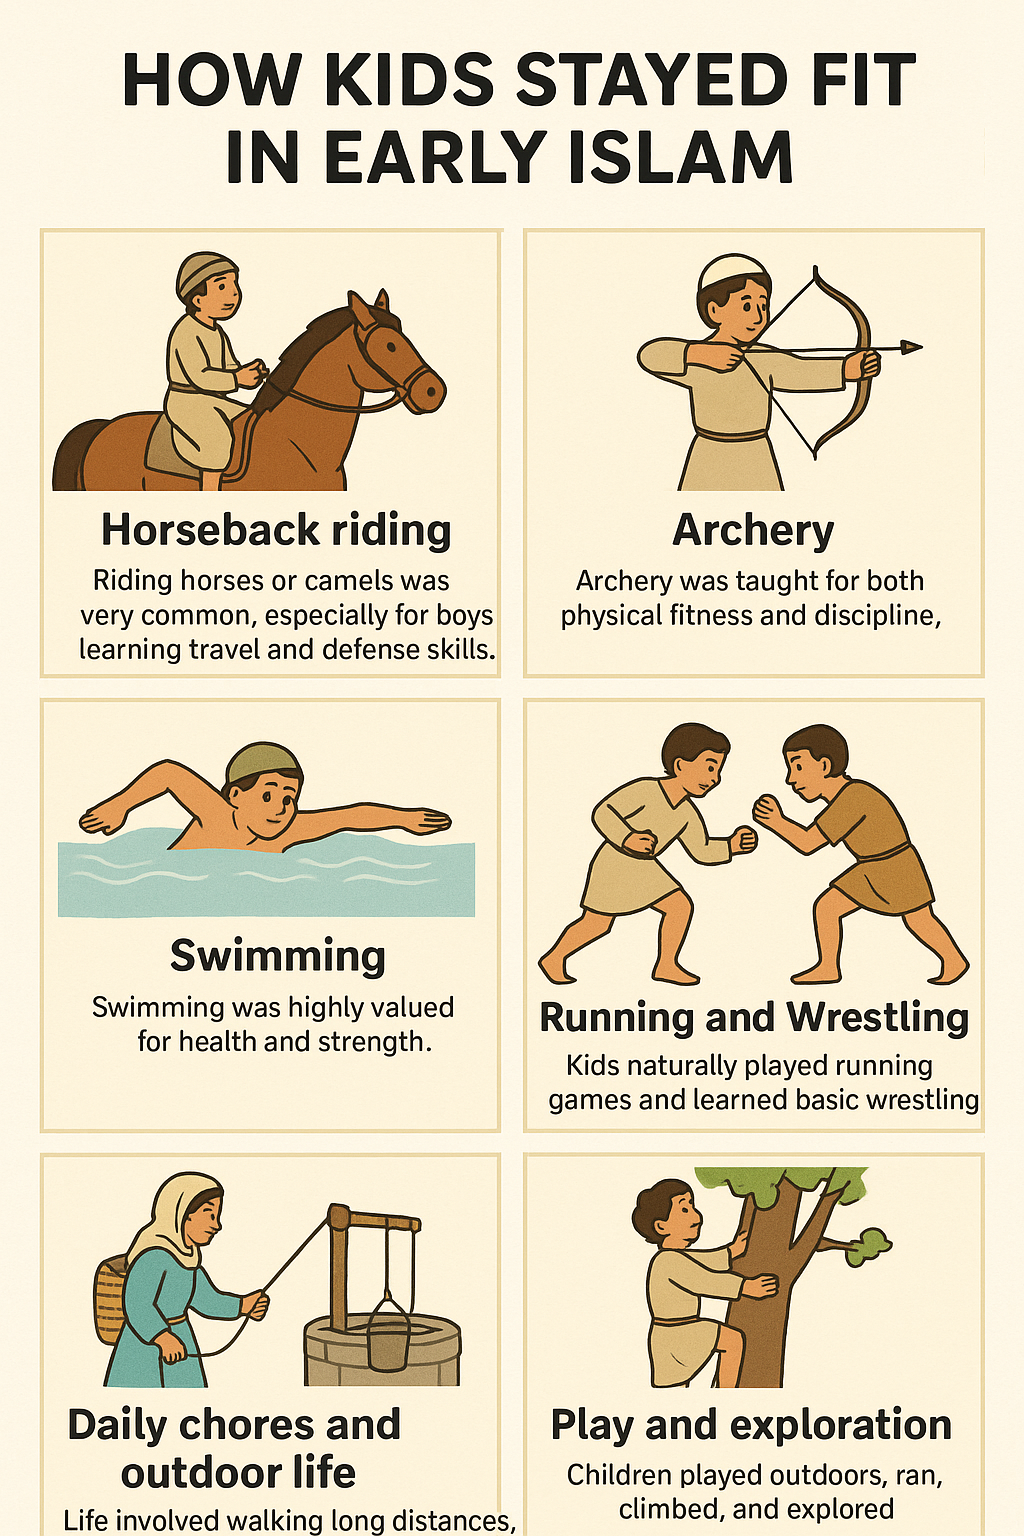 HOW KIDS STAYED FIT
IN EARLY ISLAM
Horseback riding
Riding horses or camels was
very common, especially for boys
learning travel and defense skills.
Archery
Archery was taught for both
physical fitness and discipline,
Swimming
Swimming was highly valued
for health and strength.
Running and Wrestling
Kids naturally played running
games and learned basic wrestling
Daily chores and
outdoor life
Life involved walking long distances,
Play and exploration
Children played outdoors, ran,
climbed, and explored